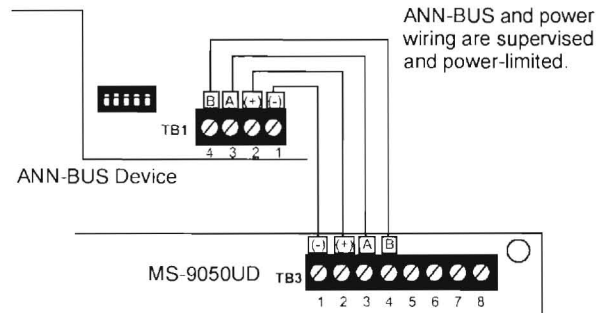 ANN-BUS and power
wiring are supervised
and power-limited.
B A (+) (-)
TB1
4 3 2 1
ANN-BUS Device
(-) (+) A B
MS-9050UD TB3
1 2 3 4 5 6 7 8